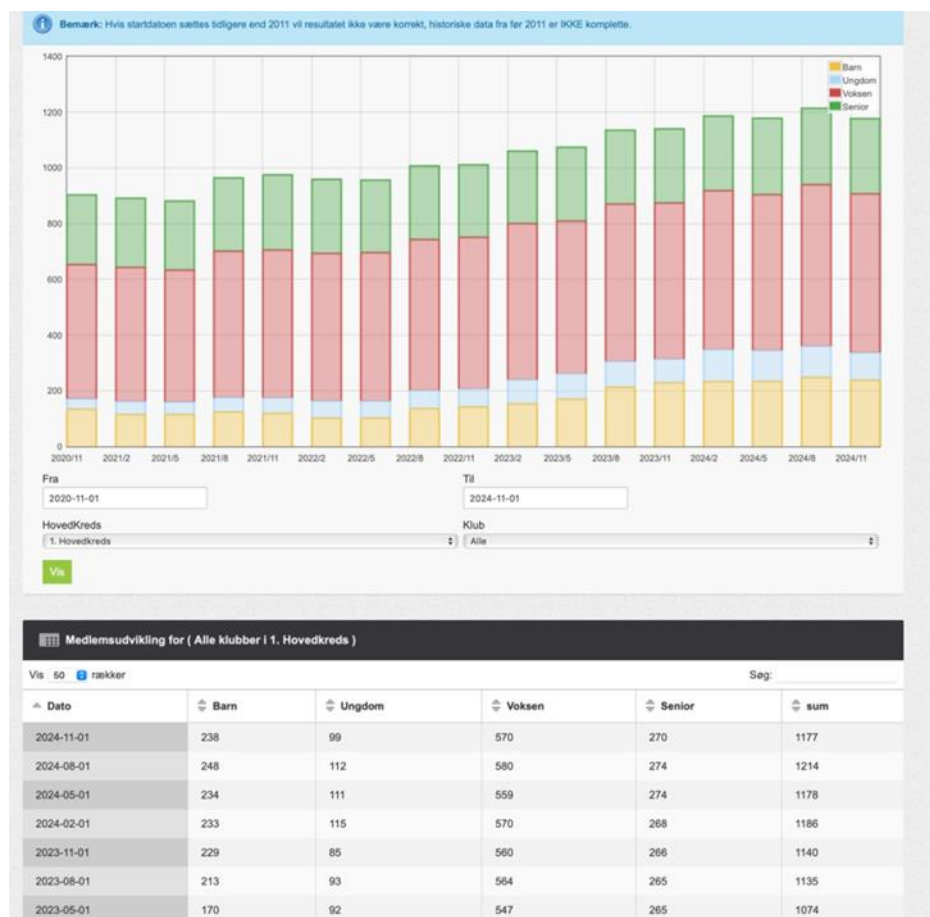 Bemærk: Hvis startdatoen sættes tidligere end 2011 vil resultatet ikke være korrekt, historiske data fra før 2011 er IKKE komplette.
1400
1200
1000
800
600
400
200
0
Barn
Ungdom
Voksen
Senior
2020/11 2021/2 2021/5 2021/8 2021/11 2022/2 2022/5 2022/8 2022/11 2023/2 2023/5 2023/8 2023/11 2024/2 2024/5 2024/8 2024/11
Fra Til
2020-11-01 2024-11-01
HovedKreds Klub
1. Hovedkreds Alle
Vis
Medlemsudvikling for ( Alle klubber i 1. Hovedkreds )
Vis 50 rækker Søg:
Dato Barn Ungdom Voksen Senior sum
2024-11-01 238 99 570 270 1177
2024-08-01 248 112 580 274 1214
2024-05-01 234 111 559 274 1178
2024-02-01 233 115 570 268 1186
2023-11-01 229 85 560 266 1140
2023-08-01 213 93 564 265 1135
2023-05-01 170 92 547 265 1074